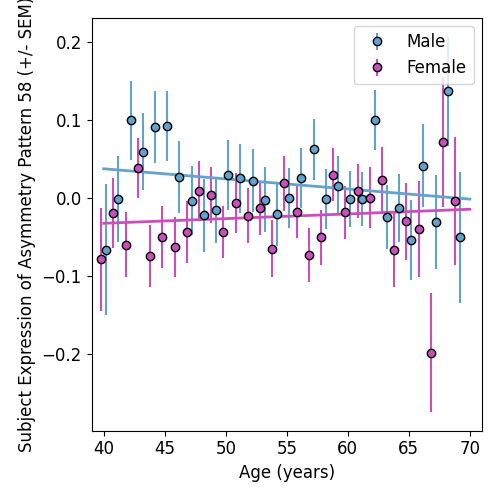 Male
Female
Subject Expression of Asymmetry Pattern 58 (+/- SEM)
0.2
0.1
0.0
−0.1
−0.2
40 45 50 55 60 65 70
Age (years)